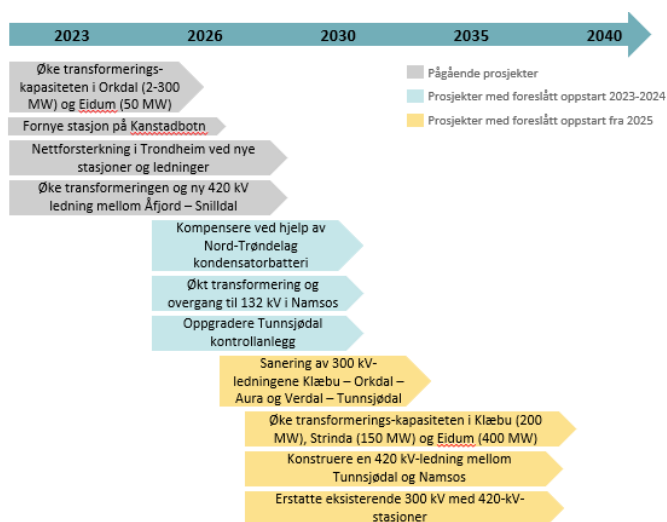 2023 2026 2030 2035 2040
Øke transformerings-
kapasiteten i Orkdal (2-300
MW) og Eidum (50 MW)
Pågående prosjekter
Prosjekter med foreslått oppstart 2023-2024
Prosjekter med foreslått oppstart fra 2025
Fornye stasjon på Kanstadbotn
Nettforsterkning i Trondheim ved nye
stasjoner og ledninger
Øke transformeringen og ny 420 kV
ledning mellom Åfjord – Snilldal
Kompensere ved hjelp av
Nord-Trøndelag
kondensatorbatteri
Økt transformering og
overgang til 132 kV i Namsos
Oppgradere Tunnsjødal
kontrollanlegg
Sanering av 300 kV-
ledningene Klæbu – Orkdal –
Aura og Verdal – Tunnsjødal
Øke transformerings-kapasiteten i Klæbu (200
MW), Strinda (150 MW) og Eidum (400 MW)
Konstruere en 420 kV-ledning mellom
Tunnsjødal og Namsos
Erstatte eksisterende 300 kV med 420-kV-
stasjoner